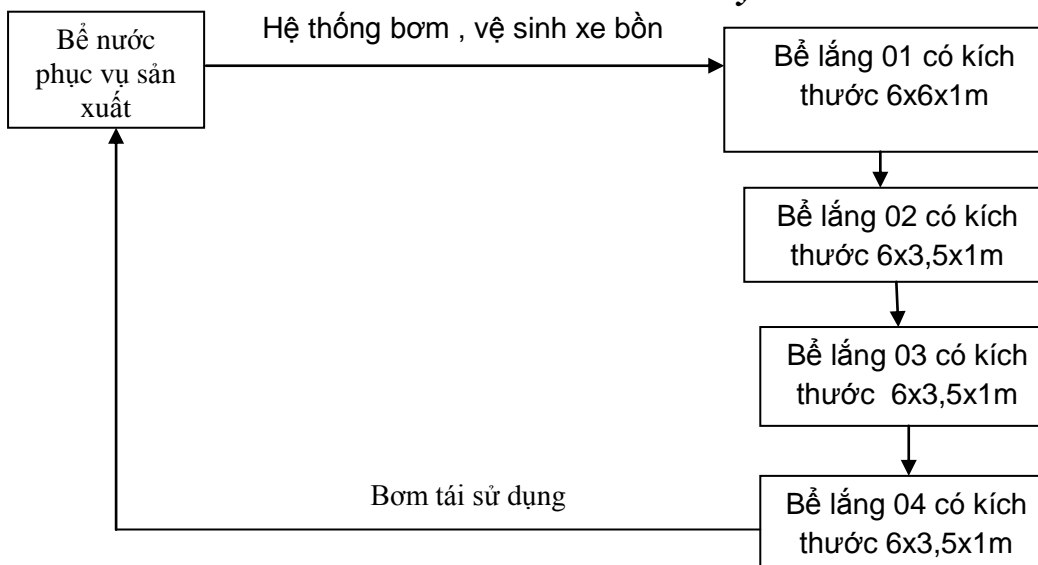 Bể nước
phục vụ sản
xuất
Hệ thống bơm , vệ sinh xe bồn
Bể lắng 01 có kích
thước 6x6x1m
Bể lắng 02 có kích
thước 6x3,5x1m
Bể lắng 03 có kích
thước 6x3,5x1m
Bơm tái sử dụng
Bể lắng 04 có kích
thước 6x3,5x1m